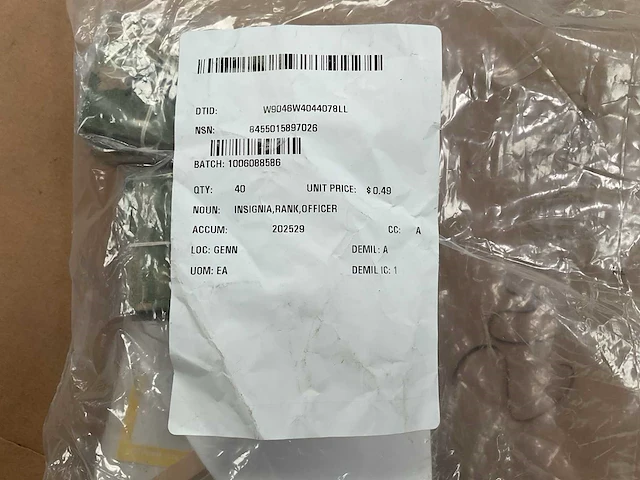 DTID: W9046W4044078LL
NSN: 8455015897026
BATCH: 1006088586
QTY: 40 UNIT PRICE: $0.49
NOUN: INSIGNIA,RANK,OFFICER
ACCUM: 202529 CC: A
LOC: GENN DEMIL: A
UOM: EA DEMIL IC: 1